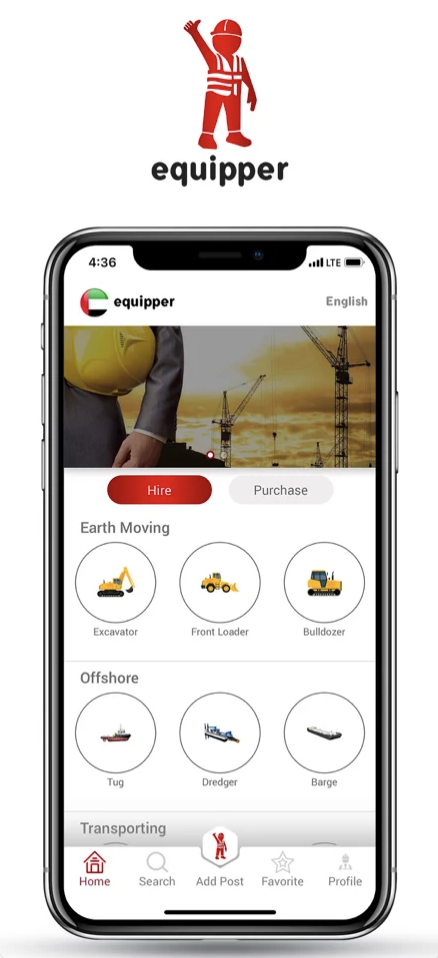 equipper
4:36
LTE
equipper
English
Hire
Purchase
Earth Moving
Excavator
Front Loader
Bulldozer
Offshore
Tug
Dredger
Barge
Transporting
Home
Search
Add Post
Favorite
Profile